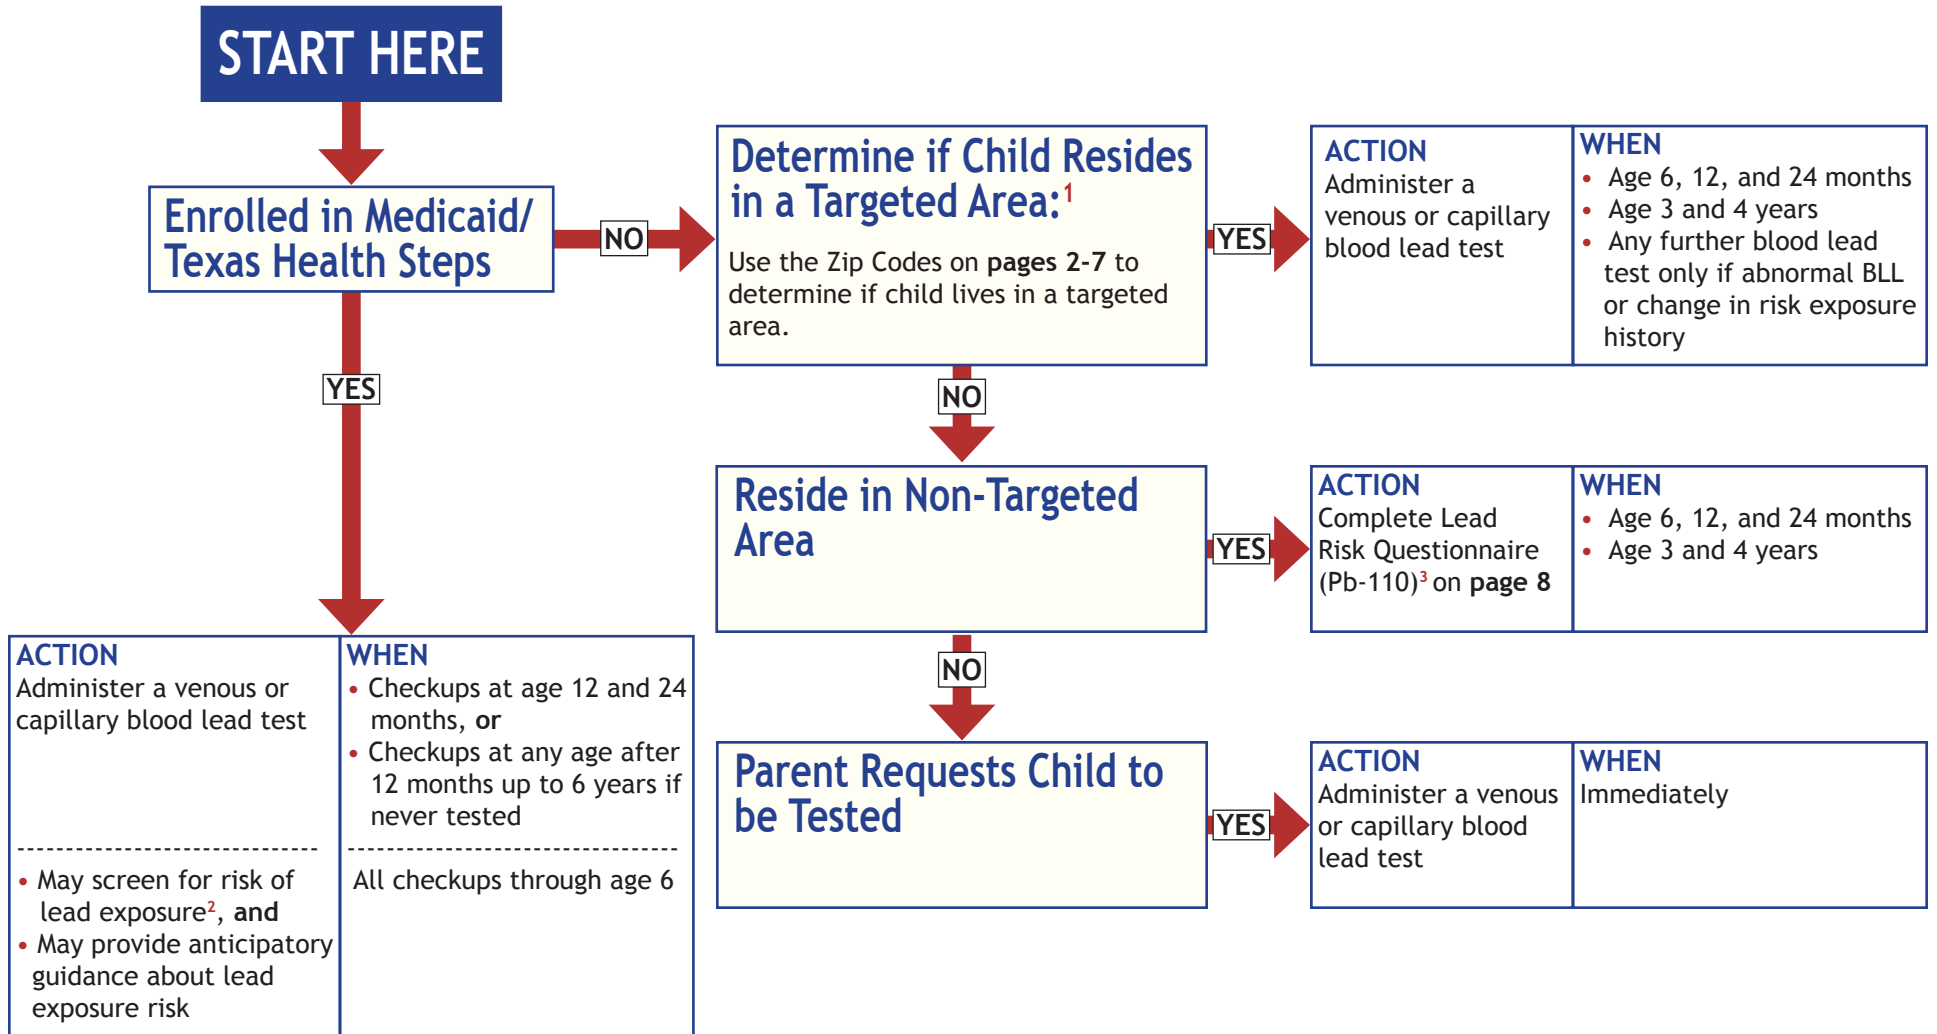 START HERE
Enrolled in Medicaid/
Texas Health Steps
NO
Determine if Child Resides
in a Targeted Area:1
Use the Zip Codes on pages 2-7 to
determine if child lives in a targeted
area.
YES
ACTION
Administer a
venous or capillary
blood lead test
WHEN
• Age 6, 12, and 24 months
• Age 3 and 4 years
• Any further blood lead
test only if abnormal BLL
or change in risk exposure
history
NO
Reside in Non-Targeted
Area
YES
ACTION
Complete Lead
Risk Questionnaire
(Pb-110)3 on page 8
WHEN
• Age 6, 12, and 24 months
• Age 3 and 4 years
NO
Parent Requests Child to
be Tested
YES
ACTION
Administer a venous
or capillary blood
lead test
WHEN
Immediately
YES
ACTION
Administer a venous or
capillary blood lead test
WHEN
• Checkups at age 12 and 24
months, or
• Checkups at any age after
12 months up to 6 years if
never tested
• May screen for risk of
lead exposure2, and
• May provide anticipatory
guidance about lead
exposure risk
All checkups through age 6